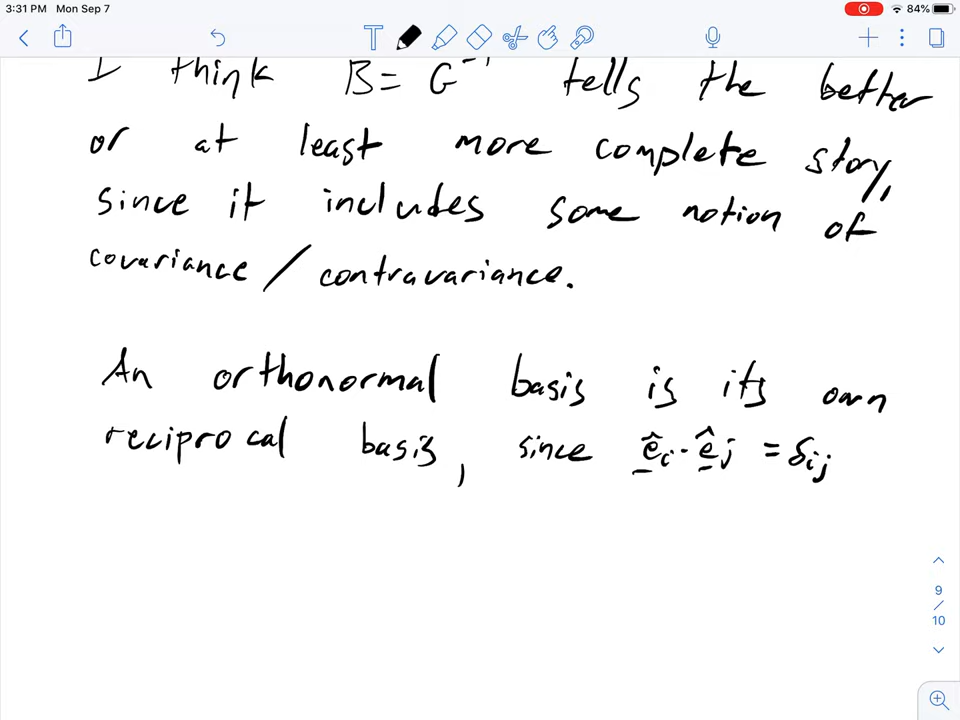 3:31 PM Mon Sep 7
84%
I think B = G⁻¹ tells the better
or at least more complete story,
since it includes some notion of
covariance / contravariance.
An orthonormal basis is its own
reciprocal basis, since ê̲ᵢ · ê̲ⱼ = δᵢⱼ
9
/
10